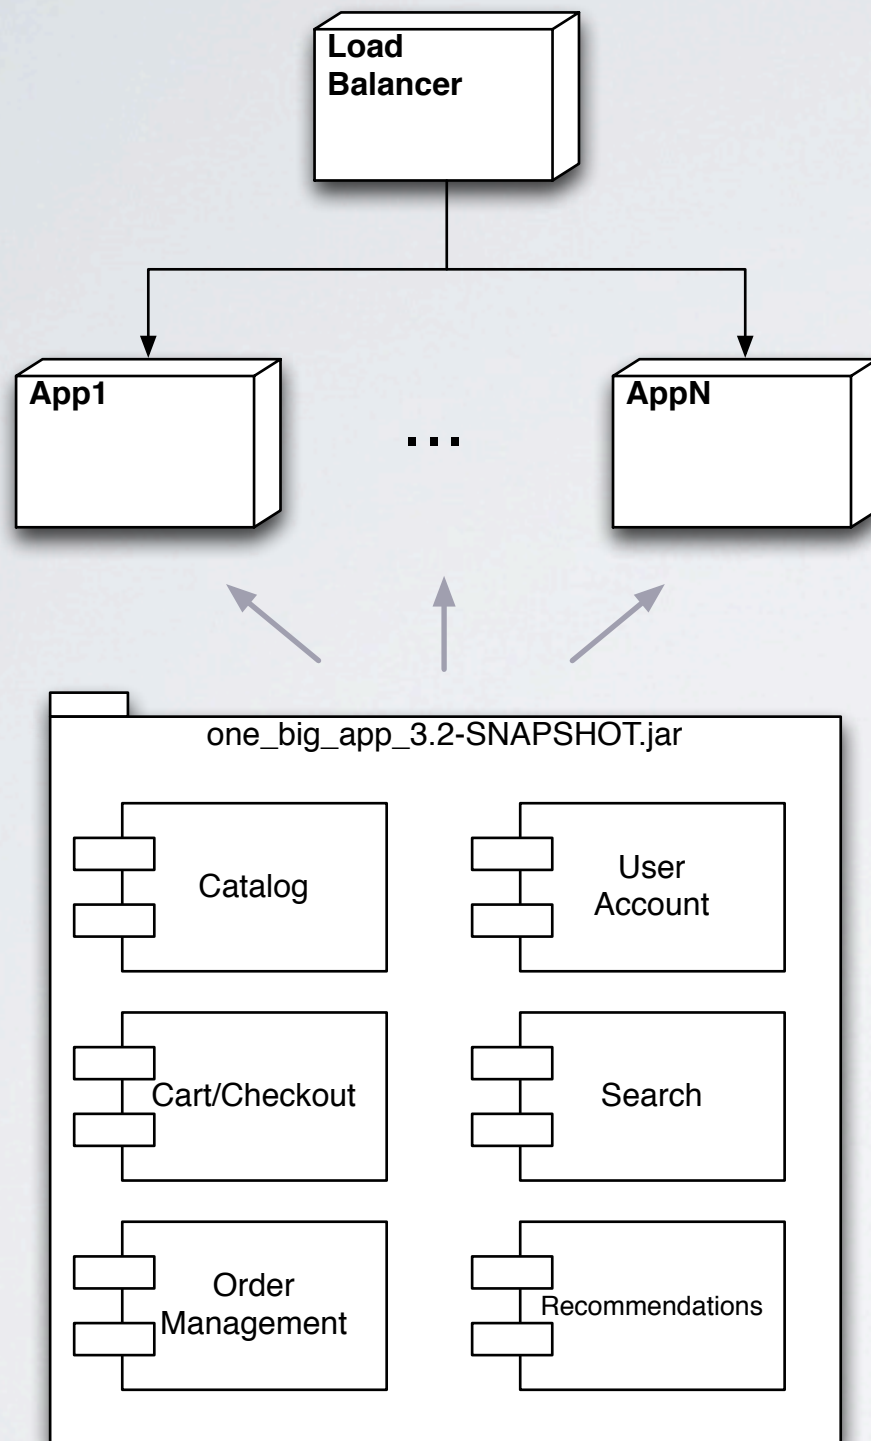 Load
Balancer
App1
...
AppN
one_big_app_3.2-SNAPSHOT.jar
Catalog
User
Account
Cart/Checkout
Search
Order
Management
Recommendations